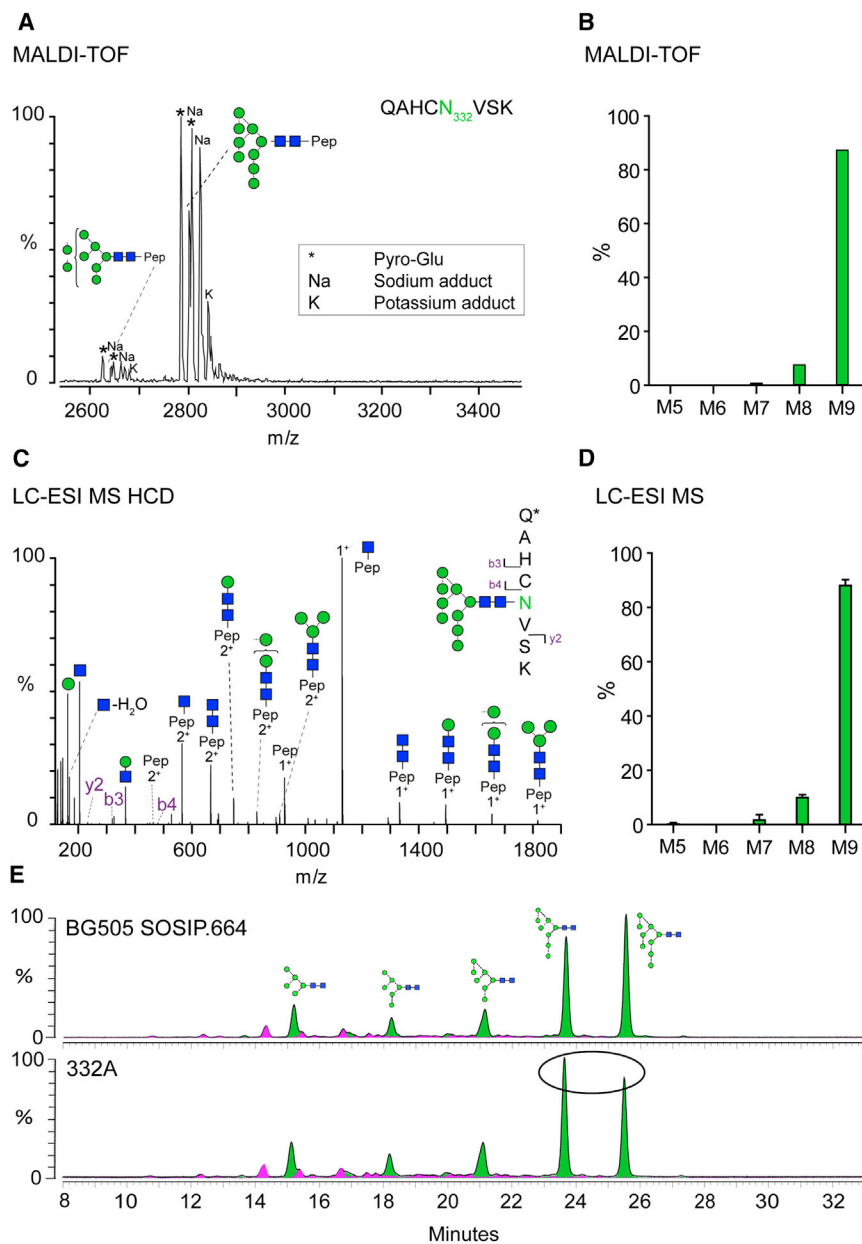 A
MALDI-TOF
QAHCN332VSK
100
%
0
* Na
*
Na
K
Pep
Pep
*Na
*Na
K
* Pyro-Glu
Na Sodium adduct
K Potassium adduct
2600 2800 3000 3200 3400
m/z
B
MALDI-TOF
100
80
60
40
20
0
%
M5 M6 M7 M8 M9
C
LC-ESI MS HCD
100
%
0
-H2O
y2
b3
Pep
2+
b4
Pep
2+
Pep
2+
Pep
2+
Pep
2+
Pep
2+
Pep
1+
1+
Pep
Pep
1+
Pep
1+
Pep
1+
Pep
1+
Q*
A
b3 H
b4 C
N
V
S y2
K
200 600 1000 1400 1800
m/z
D
LC-ESI MS
100
80
60
40
20
0
%
M5 M6 M7 M8 M9
E
100
BG505 SOSIP.664
%
0
100
332A
%
0
8 10 12 14 16 18 20 22 24 26 28 30 32
Minutes